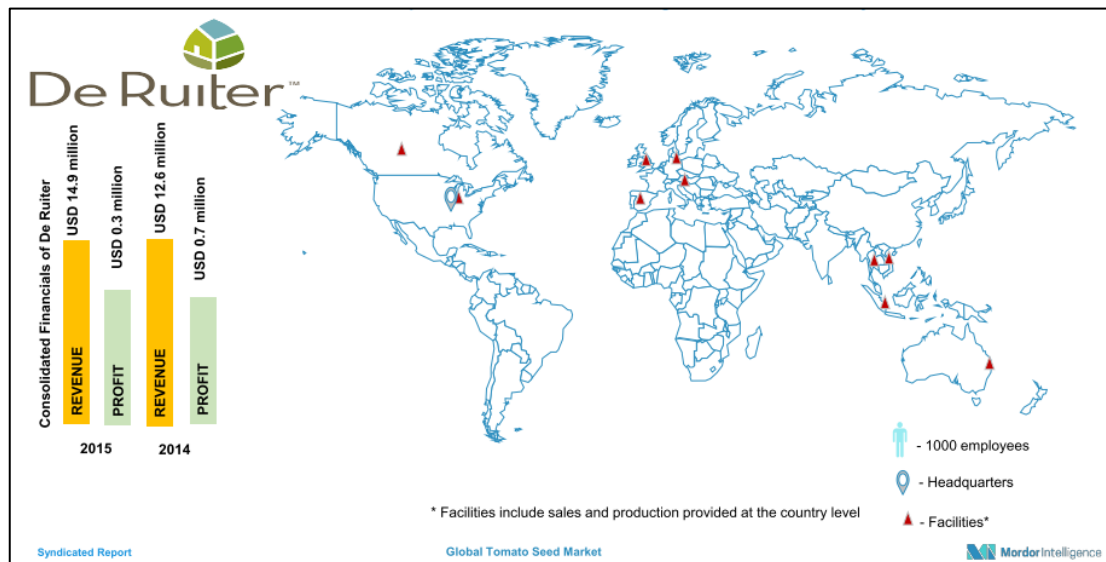 De Ruiter™
Consolidated Financials of De Ruiter
USD 14.9 million
USD 0.3 million
USD 12.6 million
USD 0.7 million
REVENUE
PROFIT
REVENUE
PROFIT
2015
2014
- 1000 employees
- Headquarters
* Facilities include sales and production provided at the country level
- Facilities*
Syndicated Report
Global Tomato Seed Market
Mordor Intelligence